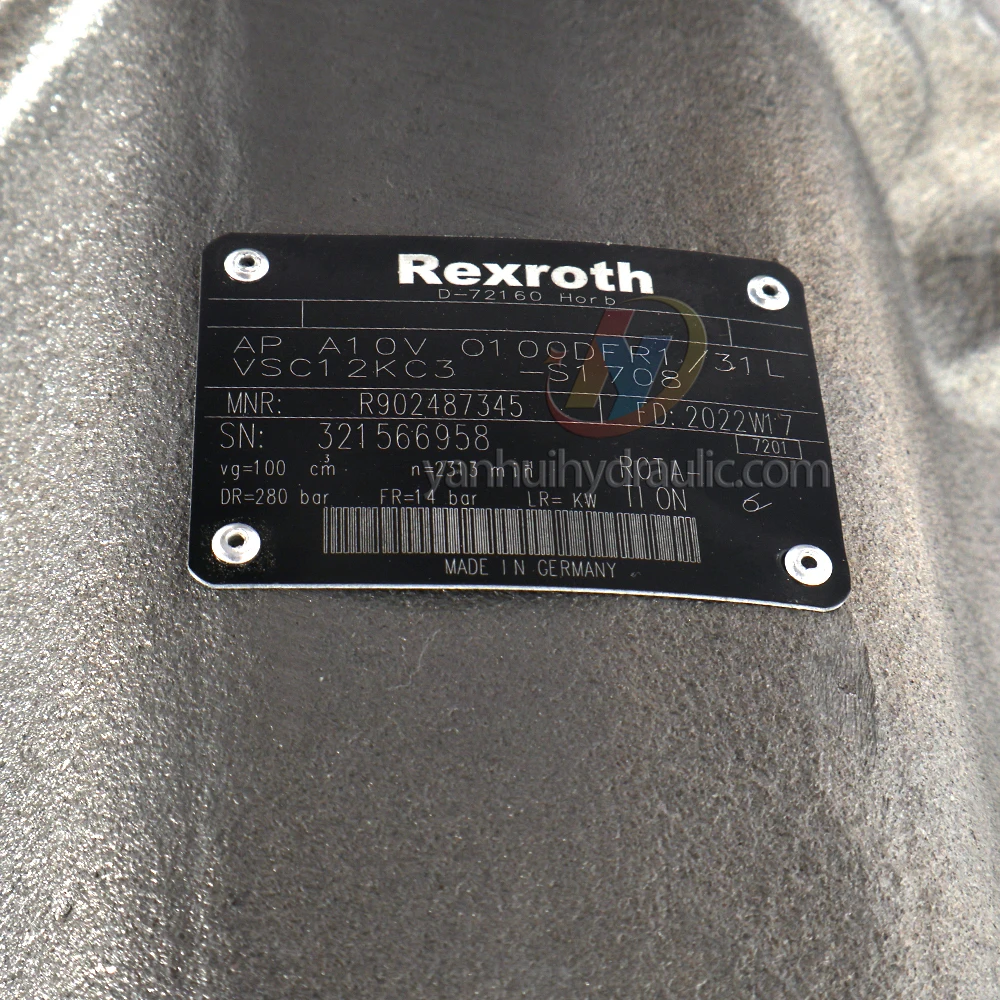 Rexroth
D-72160 Horb
AP A10V O100DFR1/31L
VSC12KC3 -S1708
MNR: R902487345 FD: 2022W17
SN: 321566958 7201
vg=100 cm³ n=2313 min ROTA-
DR=280 bar FR=14 bar LR= KW TION
MADE IN GERMANY
yanhuihydraulic.com